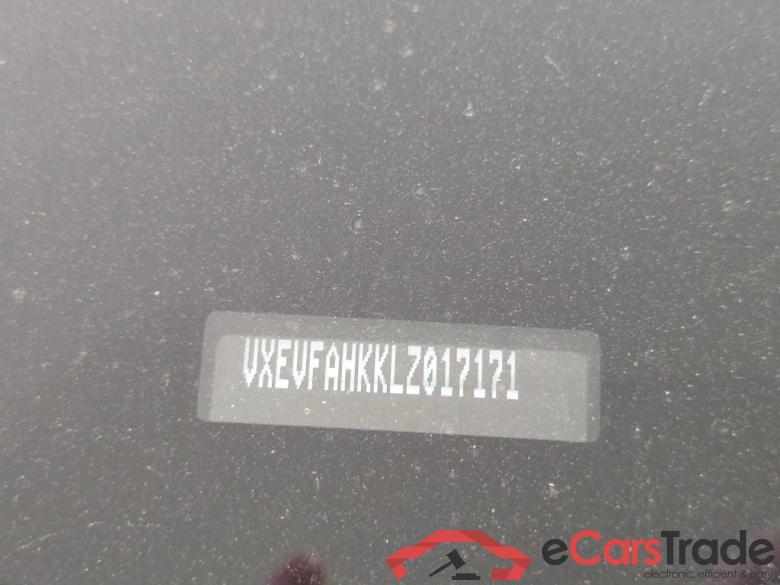 VXEVFAHKKLZ017171
eCarsTrade
electronic, efficient & easy